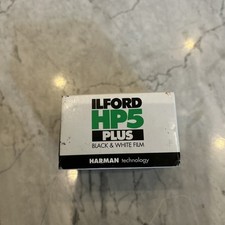 ILFORD
HP5
PLUS
BLACK & WHITE FILM
HARMAN technology